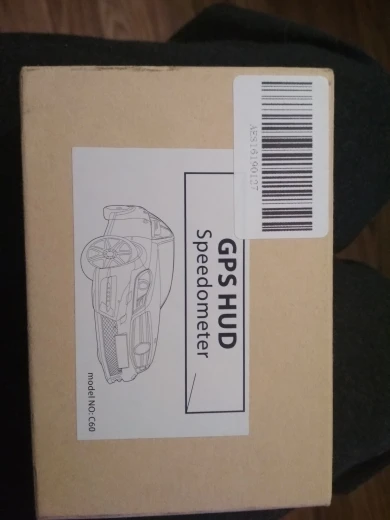 GPS HUD
Speedometer
model NO: C60